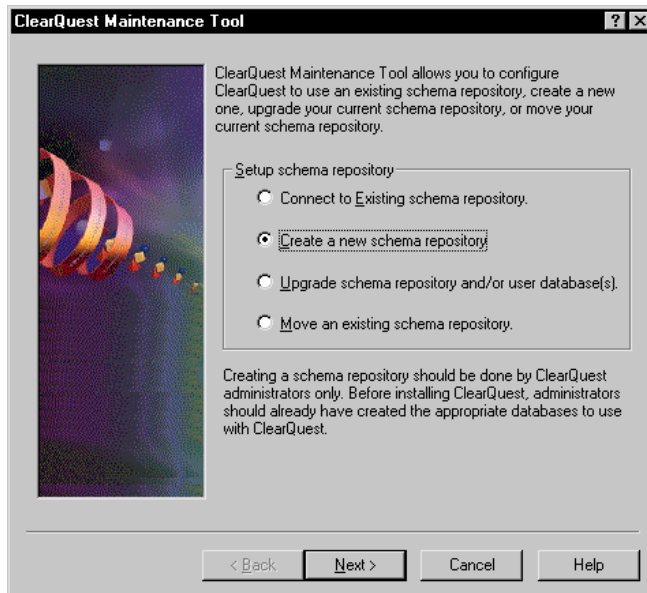 ClearQuest Maintenance Tool
ClearQuest Maintenance Tool allows you to configure
ClearQuest to use an existing schema repository, create a new
one, upgrade your current schema repository, or move your
current schema repository.
Setup schema repository
Connect to Existing schema repository.
Create a new schema repository
Upgrade schema repository and/or user database(s).
Move an existing schema repository.
Creating a schema repository should be done by ClearQuest
administrators only. Before installing ClearQuest, administrators
should already have created the appropriate databases to use
with ClearQuest.
< Back Next > Cancel Help